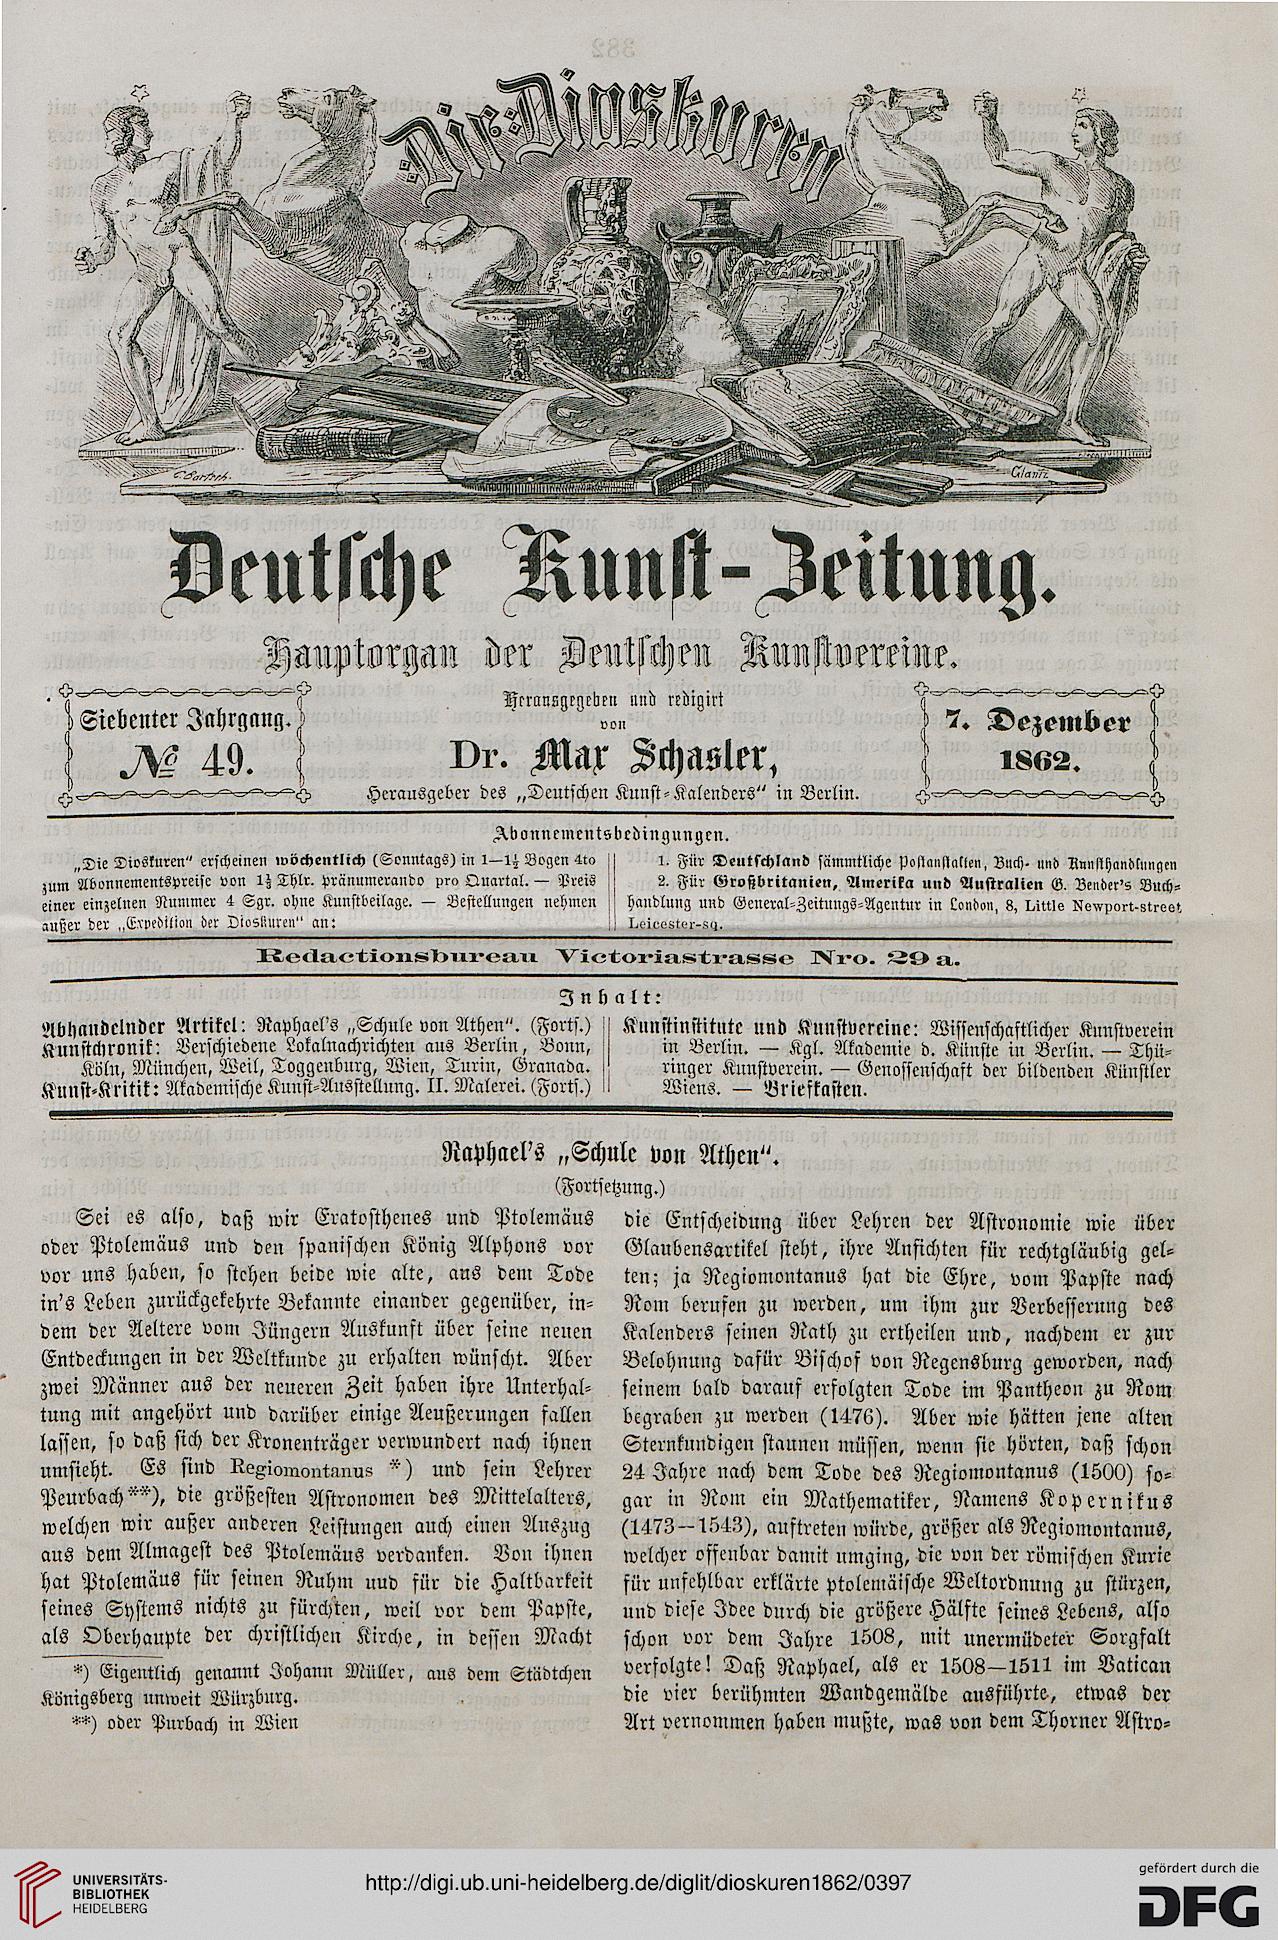 Die Dioskuren
C. Bartsch.
Glantz
Deutsche Kunst-Zeitung.
Hauptorgan der Deutschen Kunstvereine.
Siebenter Jahrgang.
№ 49.
Herausgegeben und redigirt
von
Dr. Max Schasler,
Herausgeber des „Deutschen Kunst-Kalenders“ in Berlin.
7. Dezember
1862.
Abonnementsbedingungen.
„Die Dioskuren“ erscheinen wöchentlich (Sonntags) in 1—1½ Bogen 4to
zum Abonnementspreise von 1⅔ Thlr. pränumerando pro Quartal. — Preis
einer einzelnen Nummer 4 Sgr. ohne Kunstbeilage. — Bestellungen nehmen
außer der „Expedition der Dioskuren“ an:
1. Für Deutschland sämmtliche Postanstalten, Buch- und Kunsthandlungen
2. Für Großbritanien, Amerika und Australien G. Bender's Buch-
handlung und General-Zeitungs-Agentur in London, 8, Little Newport-street
Leicester-sq.
Redactionsbureau Victoriastrasse Nro. 29 a.
Inhalt:
Abhandelnder Artikel: Raphael's „Schule von Athen“. (Forts.)
Kunstchronik: Verschiedene Lokalnachrichten aus Berlin, Bonn,
Köln, München, Weil, Toggenburg, Wien, Turin, Granada.
Kunst-Kritik: Akademische Kunst-Ausstellung. II. Malerei. (Forts.)
Kunstinstitute und Kunstvereine: Wissenschaftlicher Kunstverein
in Berlin. — Kgl. Akademie d. Künste in Berlin. — Thü-
ringer Kunstverein. — Genossenschaft der bildenden Künstler
Wiens. — Briefkasten.
Raphael's „Schule von Athen“.
(Fortsetzung.)
Sei es also, daß wir Eratosthenes und Ptolemäus
oder Ptolemäus und den spanischen König Alphons vor
vor uns haben, so stehen beide wie alte, aus dem Tode
in's Leben zurückgekehrte Bekannte einander gegenüber, in-
dem der Aeltere vom Jüngern Auskunft über seine neuen
Entdeckungen in der Weltkunde zu erhalten wünscht. Aber
zwei Männer aus der neueren Zeit haben ihre Unterhal-
tung mit angehört und darüber einige Aeußerungen fallen
lassen, so daß sich der Kronenträger verwundert nach ihnen
umsieht. Es sind Regiomontanus *) und sein Lehrer
Peurbach**), die größesten Astronomen des Mittelalters,
welchen wir außer anderen Leistungen auch einen Auszug
aus dem Almagest des Ptolemäus verdanken. Von ihnen
hat Ptolemäus für seinen Ruhm und für die Haltbarkeit
seines Systems nichts zu fürchten, weil vor dem Papste,
als Oberhaupte der christlichen Kirche, in dessen Macht
*) Eigentlich genannt Johann Müller, aus dem Städtchen
Königsberg unweit Würzburg.
**) oder Purbach in Wien
die Entscheidung über Lehren der Astronomie wie über
Glaubensartikel steht, ihre Ansichten für rechtgläubig gel-
ten; ja Regiomontanus hat die Ehre, vom Papste nach
Rom berufen zu werden, um ihm zur Verbesserung des
Kalenders seinen Rath zu ertheilen und, nachdem er zur
Belohnung dafür Bischof von Regensburg geworden, nach
seinem bald darauf erfolgten Tode im Pantheon zu Rom
begraben zu werden (1476). Aber wie hätten jene alten
Sternkundigen staunen müssen, wenn sie hörten, daß schon
24 Jahre nach dem Tode des Regiomontanus (1500) so-
gar in Rom ein Mathematiker, Namens Kopernikus
(1473—1543), auftreten würde, größer als Regiomontanus,
welcher offenbar damit umging, die von der römischen Kurie
für unfehlbar erklärte ptolemäische Weltordnung zu stürzen,
und diese Idee durch die größere Hälfte seines Lebens, also
schon vor dem Jahre 1508, mit unermüdeter Sorgfalt
verfolgte! Daß Raphael, als er 1508—1511 im Vatican
die vier berühmten Wandgemälde ausführte, etwas der
Art vernommen haben mußte, was von dem Thorner Astro-
UNIVERSITÄTS-
BIBLIOTHEK
HEIDELBERG
http://digi.ub.uni-heidelberg.de/diglit/dioskuren1862/0397
gefördert durch die
DFG